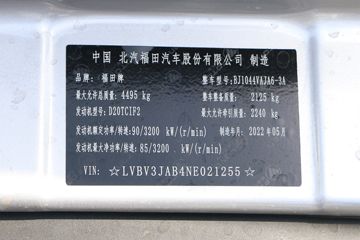 中国 北汽福田汽车股份有限公司 制造
品牌：福田牌 整车型号：BJ1044VAJA6-3A
最大允许总质量：4495 kg 整车整备质量：2125 kg
发动机型号：D20TCIF2 最大允许牵引质量：2240 kg
发动机额定功率/转速：90/3200 kW/(r/min) 制造年月：2022年05月
发动机最大净功率/转速：85/3200 kW/(r/min)
VIN：☆LVBV3JAB4NE021255☆